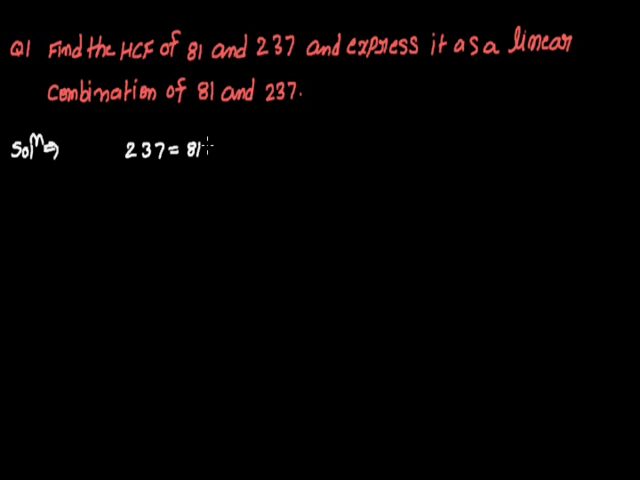 Q1 Find the HCF of 81 and 237 and express it as a linear
Combination of 81 and 237.
Solⁿ⇒ 237 = 81